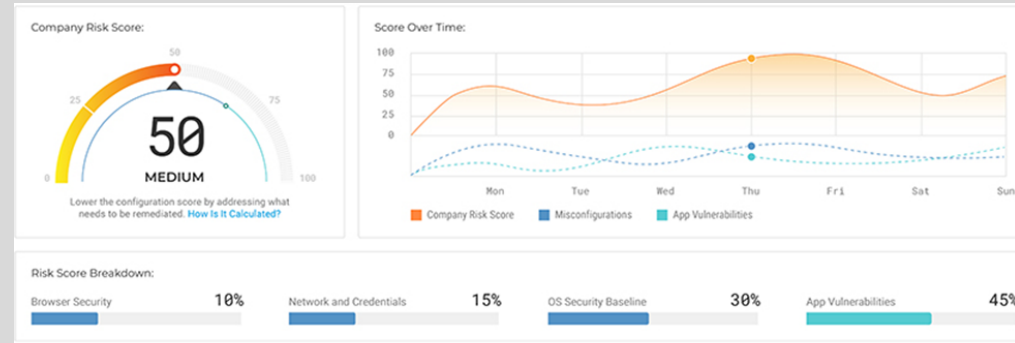 Company Risk Score:
50
25
75
0
100
50
MEDIUM
Lower the configuration score by addressing what
needs to be remediated. How Is It Calculated?
Score Over Time:
100
75
50
25
0
Mon Tue Wed Thu Fri Sat Sun
Company Risk Score Misconfigurations App Vulnerabilities
Risk Score Breakdown:
Browser Security 10% Network and Credentials 15% OS Security Baseline 30% App Vulnerabilities 45%